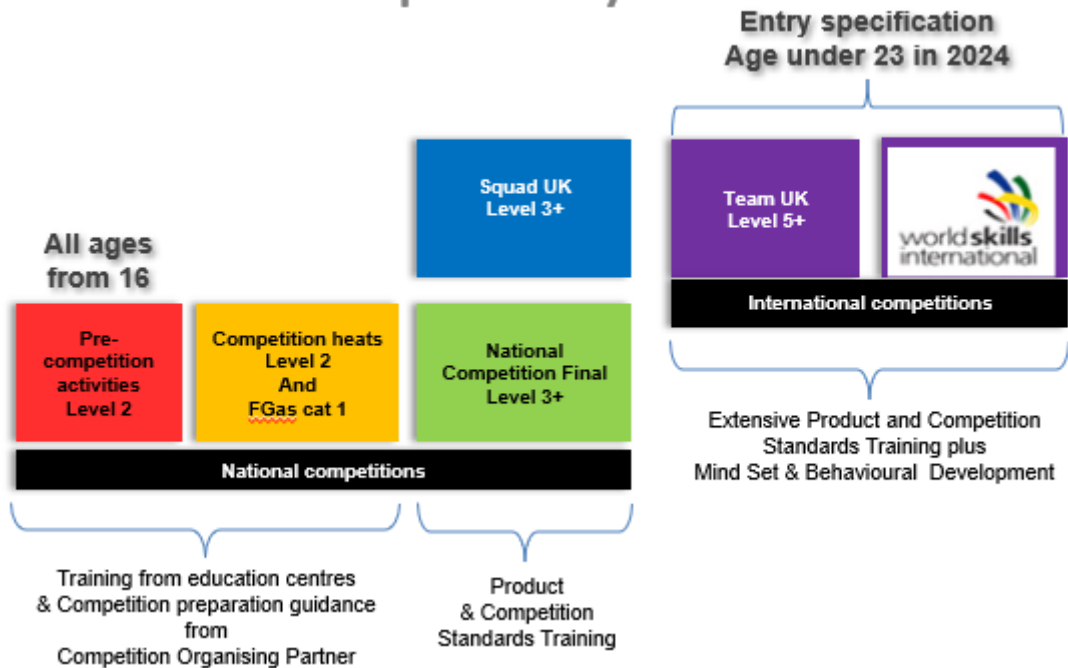 Entry specification
Age under 23 in 2024
Squad UK
Level 3+
Team UK
Level 5+
worldskills
international
All ages
from 16
International competitions
Pre-
competition
activities
Level 2
Competition heats
Level 2
And
FGas cat 1
National
Competition Final
Level 3+
National competitions
Extensive Product and Competition
Standards Training plus
Mind Set & Behavioural Development
Training from education centres
& Competition preparation guidance
from
Competition Organising Partner
Product
& Competition
Standards Training